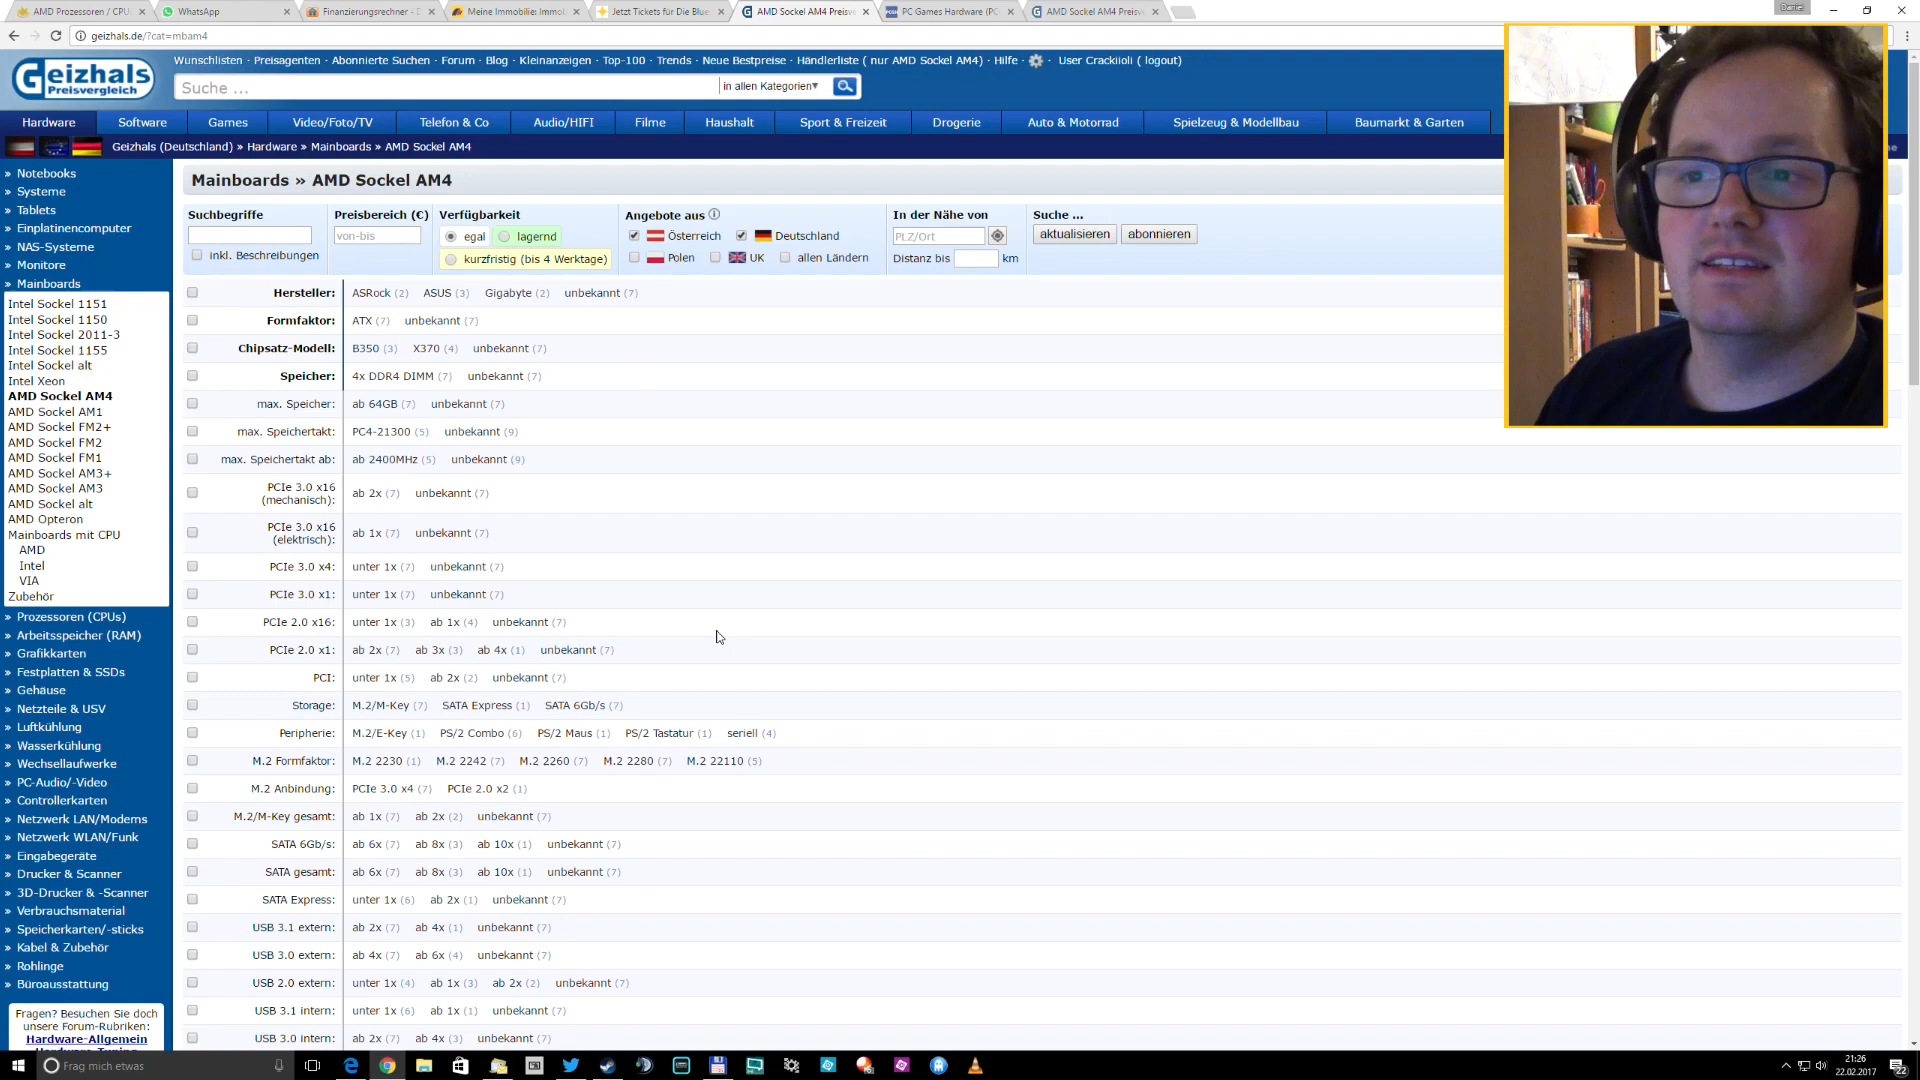 AMD Prozessoren / CPU
WhatsApp
Finanzierungsrechner - D
Meine Immobilie: Immol
Jetzt Tickets für Die Blue
AMD Sockel AM4 Preisv
PC Games Hardware (PC
AMD Sockel AM4 Preisv
Daniel
geizhals.de/?cat=mbam4
Geizhals
Preisvergleich
Wunschlisten · Preisagenten · Abonnierte Suchen · Forum · Blog · Kleinanzeigen · Top-100 · Trends · Neue Bestpreise · Händlerliste ( nur AMD Sockel AM4) · Hilfe · User Crackiioli ( logout)
Suche ...
in allen Kategorien▾
Hardware Software Games Video/Foto/TV Telefon & Co Audio/HIFI Filme Haushalt Sport & Freizeit Drogerie Auto & Motorrad Spielzeug & Modellbau Baumarkt & Garten
Geizhals (Deutschland) » Hardware » Mainboards » AMD Sockel AM4
» Notebooks
» Systeme
» Tablets
» Einplatinencomputer
» NAS-Systeme
» Monitore
» Mainboards
Intel Sockel 1151
Intel Sockel 1150
Intel Sockel 2011-3
Intel Sockel 1155
Intel Sockel alt
Intel Xeon
AMD Sockel AM4
AMD Sockel AM1
AMD Sockel FM2+
AMD Sockel FM2
AMD Sockel FM1
AMD Sockel AM3+
AMD Sockel AM3
AMD Sockel alt
AMD Opteron
Mainboards mit CPU
AMD
Intel
VIA
Zubehör
» Prozessoren (CPUs)
» Arbeitsspeicher (RAM)
» Grafikkarten
» Festplatten & SSDs
» Gehäuse
» Netzteile & USV
» Luftkühlung
» Wasserkühlung
» Wechsellaufwerke
» PC-Audio/-Video
» Controllerkarten
» Netzwerk LAN/Modems
» Netzwerk WLAN/Funk
» Eingabegeräte
» Drucker & Scanner
» 3D-Drucker & -Scanner
» Verbrauchsmaterial
» Speicherkarten/-sticks
» Kabel & Zubehör
» Rohlinge
» Büroausstattung
Fragen? Besuchen Sie doch
unsere Forum-Rubriken:
Hardware-Allgemein
Mainboards » AMD Sockel AM4
Suchbegriffe Preisbereich (€) Verfügbarkeit Angebote aus In der Nähe von Suche ...
von-bis egal lagernd Österreich Deutschland PLZ/Ort aktualisieren abonnieren
inkl. Beschreibungen kurzfristig (bis 4 Werktage) Polen UK allen Ländern Distanz bis km
Hersteller: ASRock (2) ASUS (3) Gigabyte (2) unbekannt (7)
Formfaktor: ATX (7) unbekannt (7)
Chipsatz-Modell: B350 (3) X370 (4) unbekannt (7)
Speicher: 4x DDR4 DIMM (7) unbekannt (7)
max. Speicher: ab 64GB (7) unbekannt (7)
max. Speichertakt: PC4-21300 (5) unbekannt (9)
max. Speichertakt ab: ab 2400MHz (5) unbekannt (9)
PCIe 3.0 x16 (mechanisch): ab 2x (7) unbekannt (7)
PCIe 3.0 x16 (elektrisch): ab 1x (7) unbekannt (7)
PCIe 3.0 x4: unter 1x (7) unbekannt (7)
PCIe 3.0 x1: unter 1x (7) unbekannt (7)
PCIe 2.0 x16: unter 1x (3) ab 1x (4) unbekannt (7)
PCIe 2.0 x1: ab 2x (7) ab 3x (3) ab 4x (1) unbekannt (7)
PCI: unter 1x (5) ab 2x (2) unbekannt (7)
Storage: M.2/M-Key (7) SATA Express (1) SATA 6Gb/s (7)
Peripherie: M.2/E-Key (1) PS/2 Combo (6) PS/2 Maus (1) PS/2 Tastatur (1) seriell (4)
M.2 Formfaktor: M.2 2230 (1) M.2 2242 (7) M.2 2260 (7) M.2 2280 (7) M.2 22110 (5)
M.2 Anbindung: PCIe 3.0 x4 (7) PCIe 2.0 x2 (1)
M.2/M-Key gesamt: ab 1x (7) ab 2x (2) unbekannt (7)
SATA 6Gb/s: ab 6x (7) ab 8x (3) ab 10x (1) unbekannt (7)
SATA gesamt: ab 6x (7) ab 8x (3) ab 10x (1) unbekannt (7)
SATA Express: unter 1x (6) ab 2x (1) unbekannt (7)
USB 3.1 extern: ab 2x (7) ab 4x (1) unbekannt (7)
USB 3.0 extern: ab 4x (7) ab 6x (4) unbekannt (7)
USB 2.0 extern: unter 1x (4) ab 1x (3) ab 2x (2) unbekannt (7)
USB 3.1 intern: unter 1x (6) ab 1x (1) unbekannt (7)
USB 3.0 intern: ab 2x (7) ab 4x (3) unbekannt (7)
Frag mich etwas
21:26
22.02.2017
22